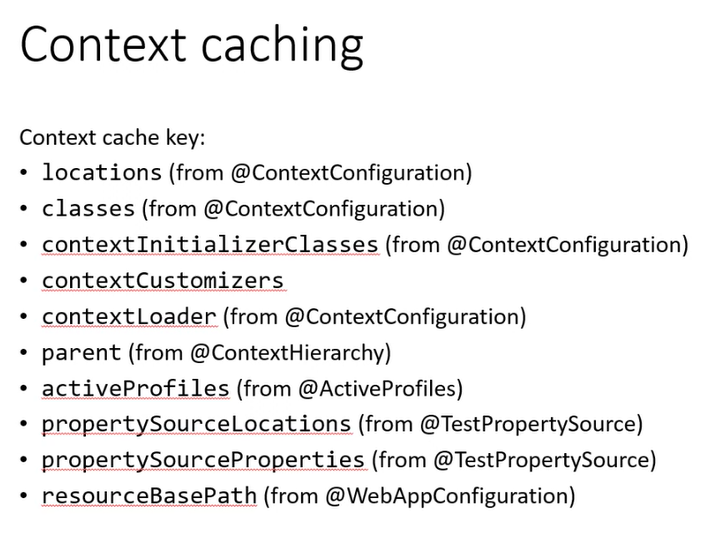 Context caching
Context cache key:
• locations (from @ContextConfiguration)
• classes (from @ContextConfiguration)
• contextInitializerClasses (from @ContextConfiguration)
• contextCustomizers
• contextLoader (from @ContextConfiguration)
• parent (from @ContextHierarchy)
• activeProfiles (from @ActiveProfiles)
• propertySourceLocations (from @TestPropertySource)
• propertySourceProperties (from @TestPropertySource)
• resourceBasePath (from @WebAppConfiguration)